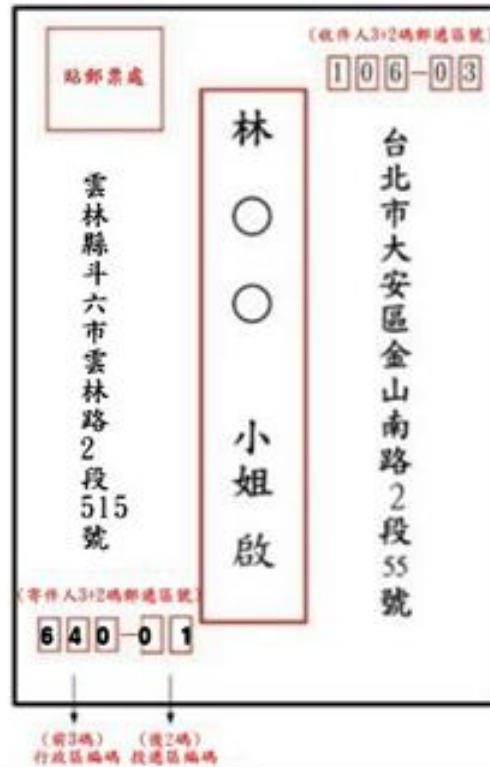 (收件人3+2碼郵遞區號)
106-03
貼郵票處
台北市大安區金山南路2段55號
林○○ 小姐 啟
雲林縣斗六市雲林路2段515號
(寄件人3+2碼郵遞區號)
640-01
(前3碼)
行政區編碼
(後2碼)
投遞區編碼